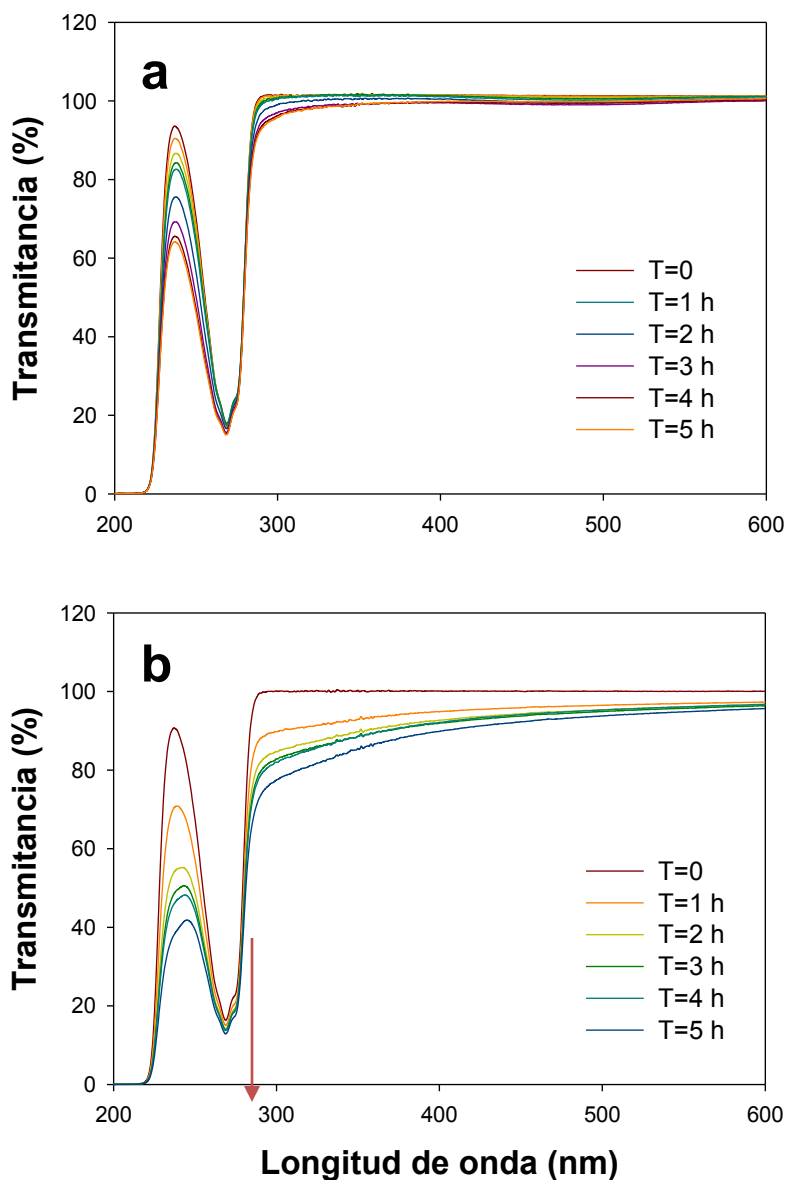 120
100
80
60
40
20
0
Transmitancia (%)
a
T=0
T=1 h
T=2 h
T=3 h
T=4 h
T=5 h
200
300
400
500
600
120
100
80
60
40
20
0
Transmitancia (%)
b
T=0
T=1 h
T=2 h
T=3 h
T=4 h
T=5 h
200
300
400
500
600
Longitud de onda (nm)